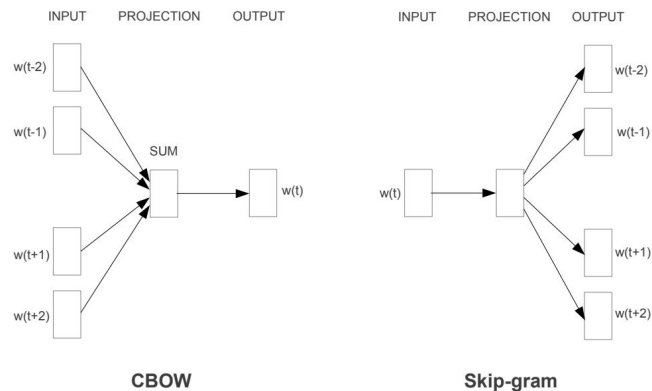 INPUT PROJECTION OUTPUT
w(t-2)
w(t-1)
SUM
w(t)
w(t+1)
w(t+2)
CBOW
INPUT PROJECTION OUTPUT
w(t-2)
w(t-1)
w(t)
w(t+1)
w(t+2)
Skip-gram